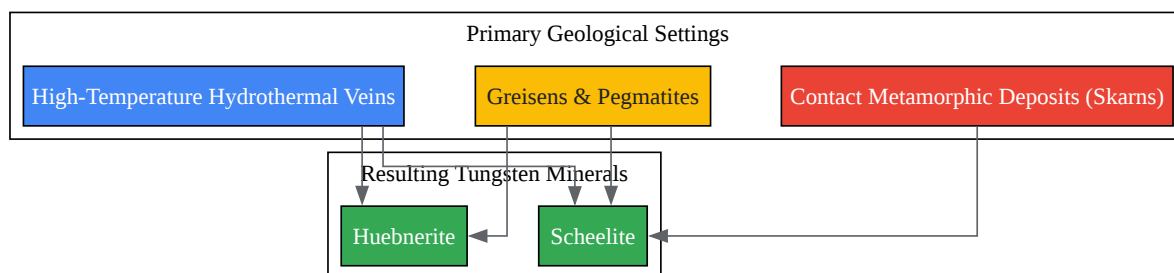 Primary Geological Settings
High-Temperature Hydrothermal Veins
Greisens & Pegmatites
Contact Metamorphic Deposits (Skarns)
Resulting Tungsten Minerals
Huebnerite
Scheelite